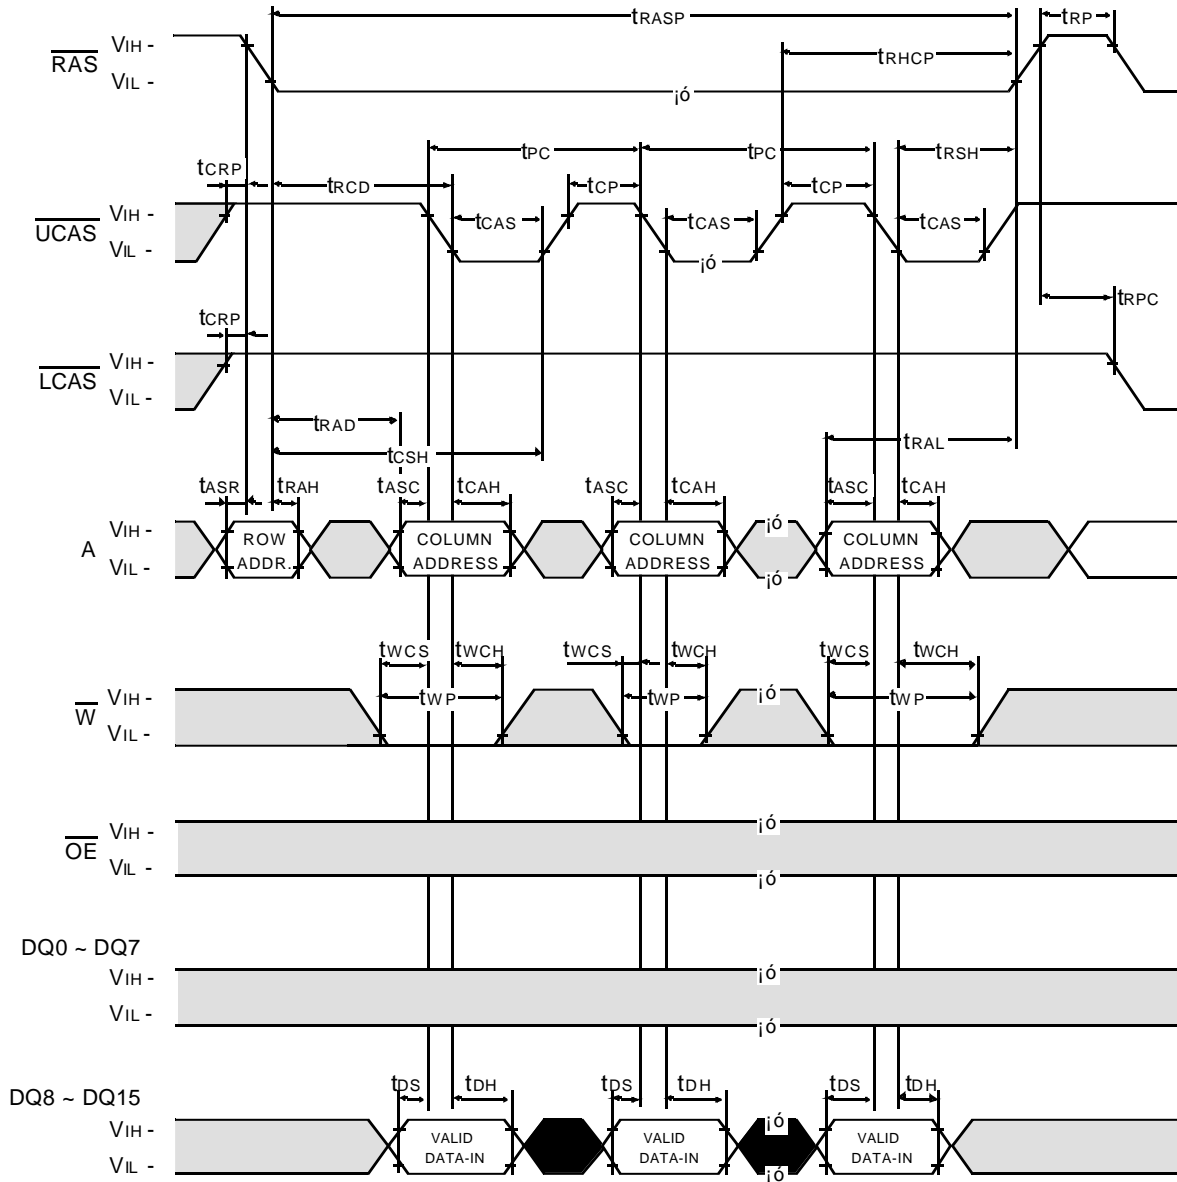 tRASP
tRP
RAS
VIH -
VIL -
tRHCP
¡ó
tPC
tPC
tRSH
tCRP
tRCD
tCP
tCP
UCAS
VIH -
VIL -
tCAS
tCAS
tCAS
¡ó
tRPC
tCRP
LCAS
VIH -
VIL -
tRAD
tCSH
tRAL
tASR
tRAH
tASC
tCAH
tASC
tCAH
tASC
tCAH
A
VIH -
VIL -
ROW
ADDR.
COLUMN
ADDRESS
COLUMN
ADDRESS
¡ó
¡ó
COLUMN
ADDRESS
tWCS
tWCH
tWCS
tWCH
tWCS
tWCH
W
VIH -
VIL -
tWP
tWP
¡ó
tWP
OE
VIH -
VIL -
¡ó
¡ó
DQ0 ~ DQ7
VIH -
VIL -
¡ó
¡ó
DQ8 ~ DQ15
VIH -
VIL -
tDS
tDH
tDS
tDH
tDS
tDH
VALID
DATA-IN
VALID
DATA-IN
¡ó
¡ó
VALID
DATA-IN